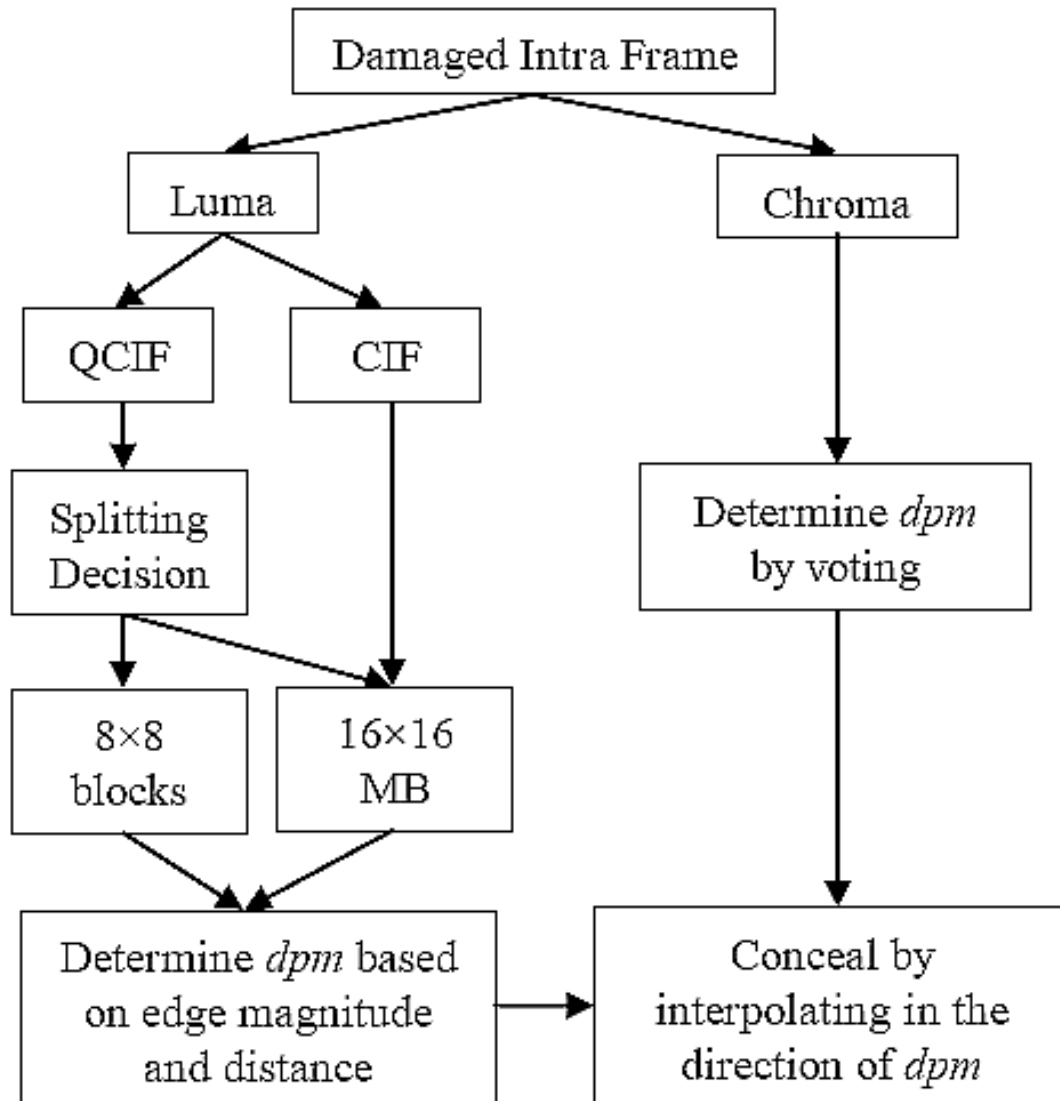 Damaged Intra Frame
Luma
Chroma
QCIF
CIF
Splitting
Decision
Determine dpm
by voting
8×8
blocks
16×16
MB
Determine dpm based
on edge magnitude
and distance
Conceal by
interpolating in the
direction of dpm